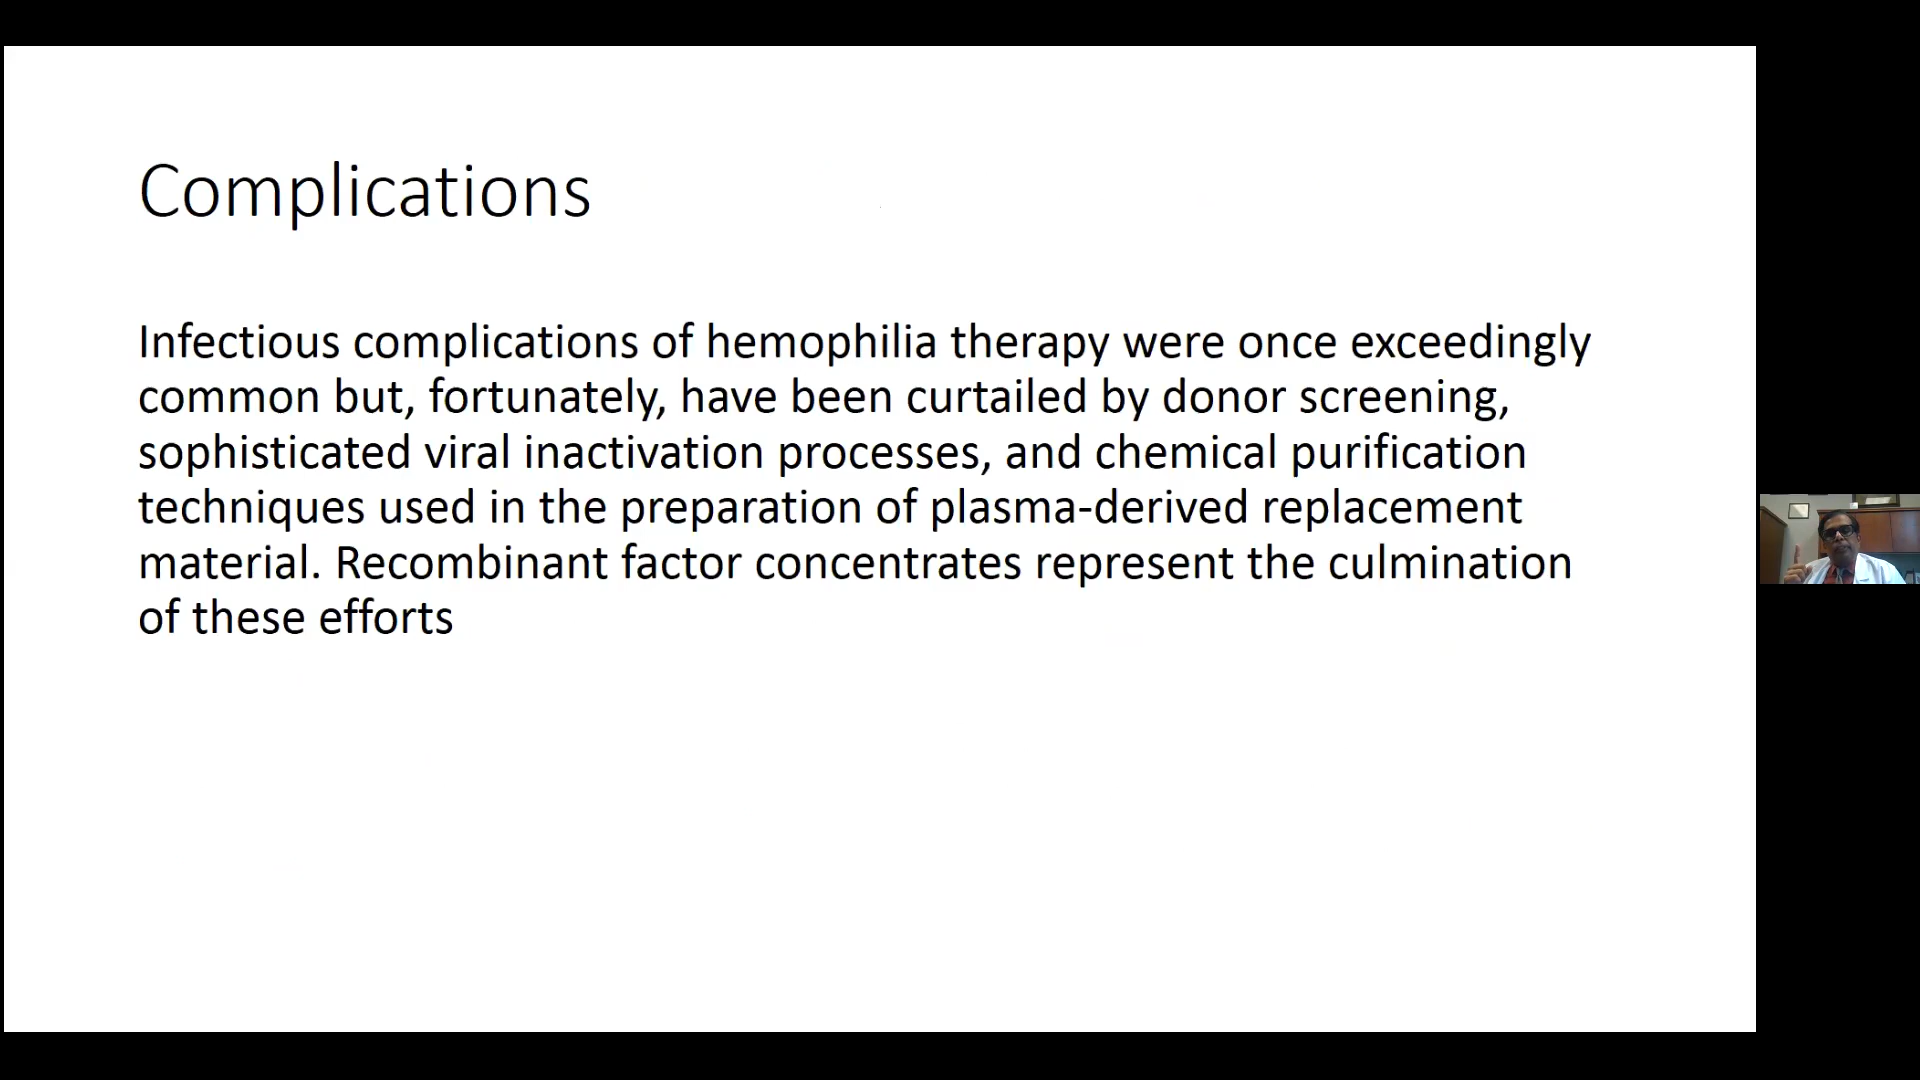 Complications
Infectious complications of hemophilia therapy were once exceedingly
common but, fortunately, have been curtailed by donor screening,
sophisticated viral inactivation processes, and chemical purification
techniques used in the preparation of plasma-derived replacement
material. Recombinant factor concentrates represent the culmination
of these efforts